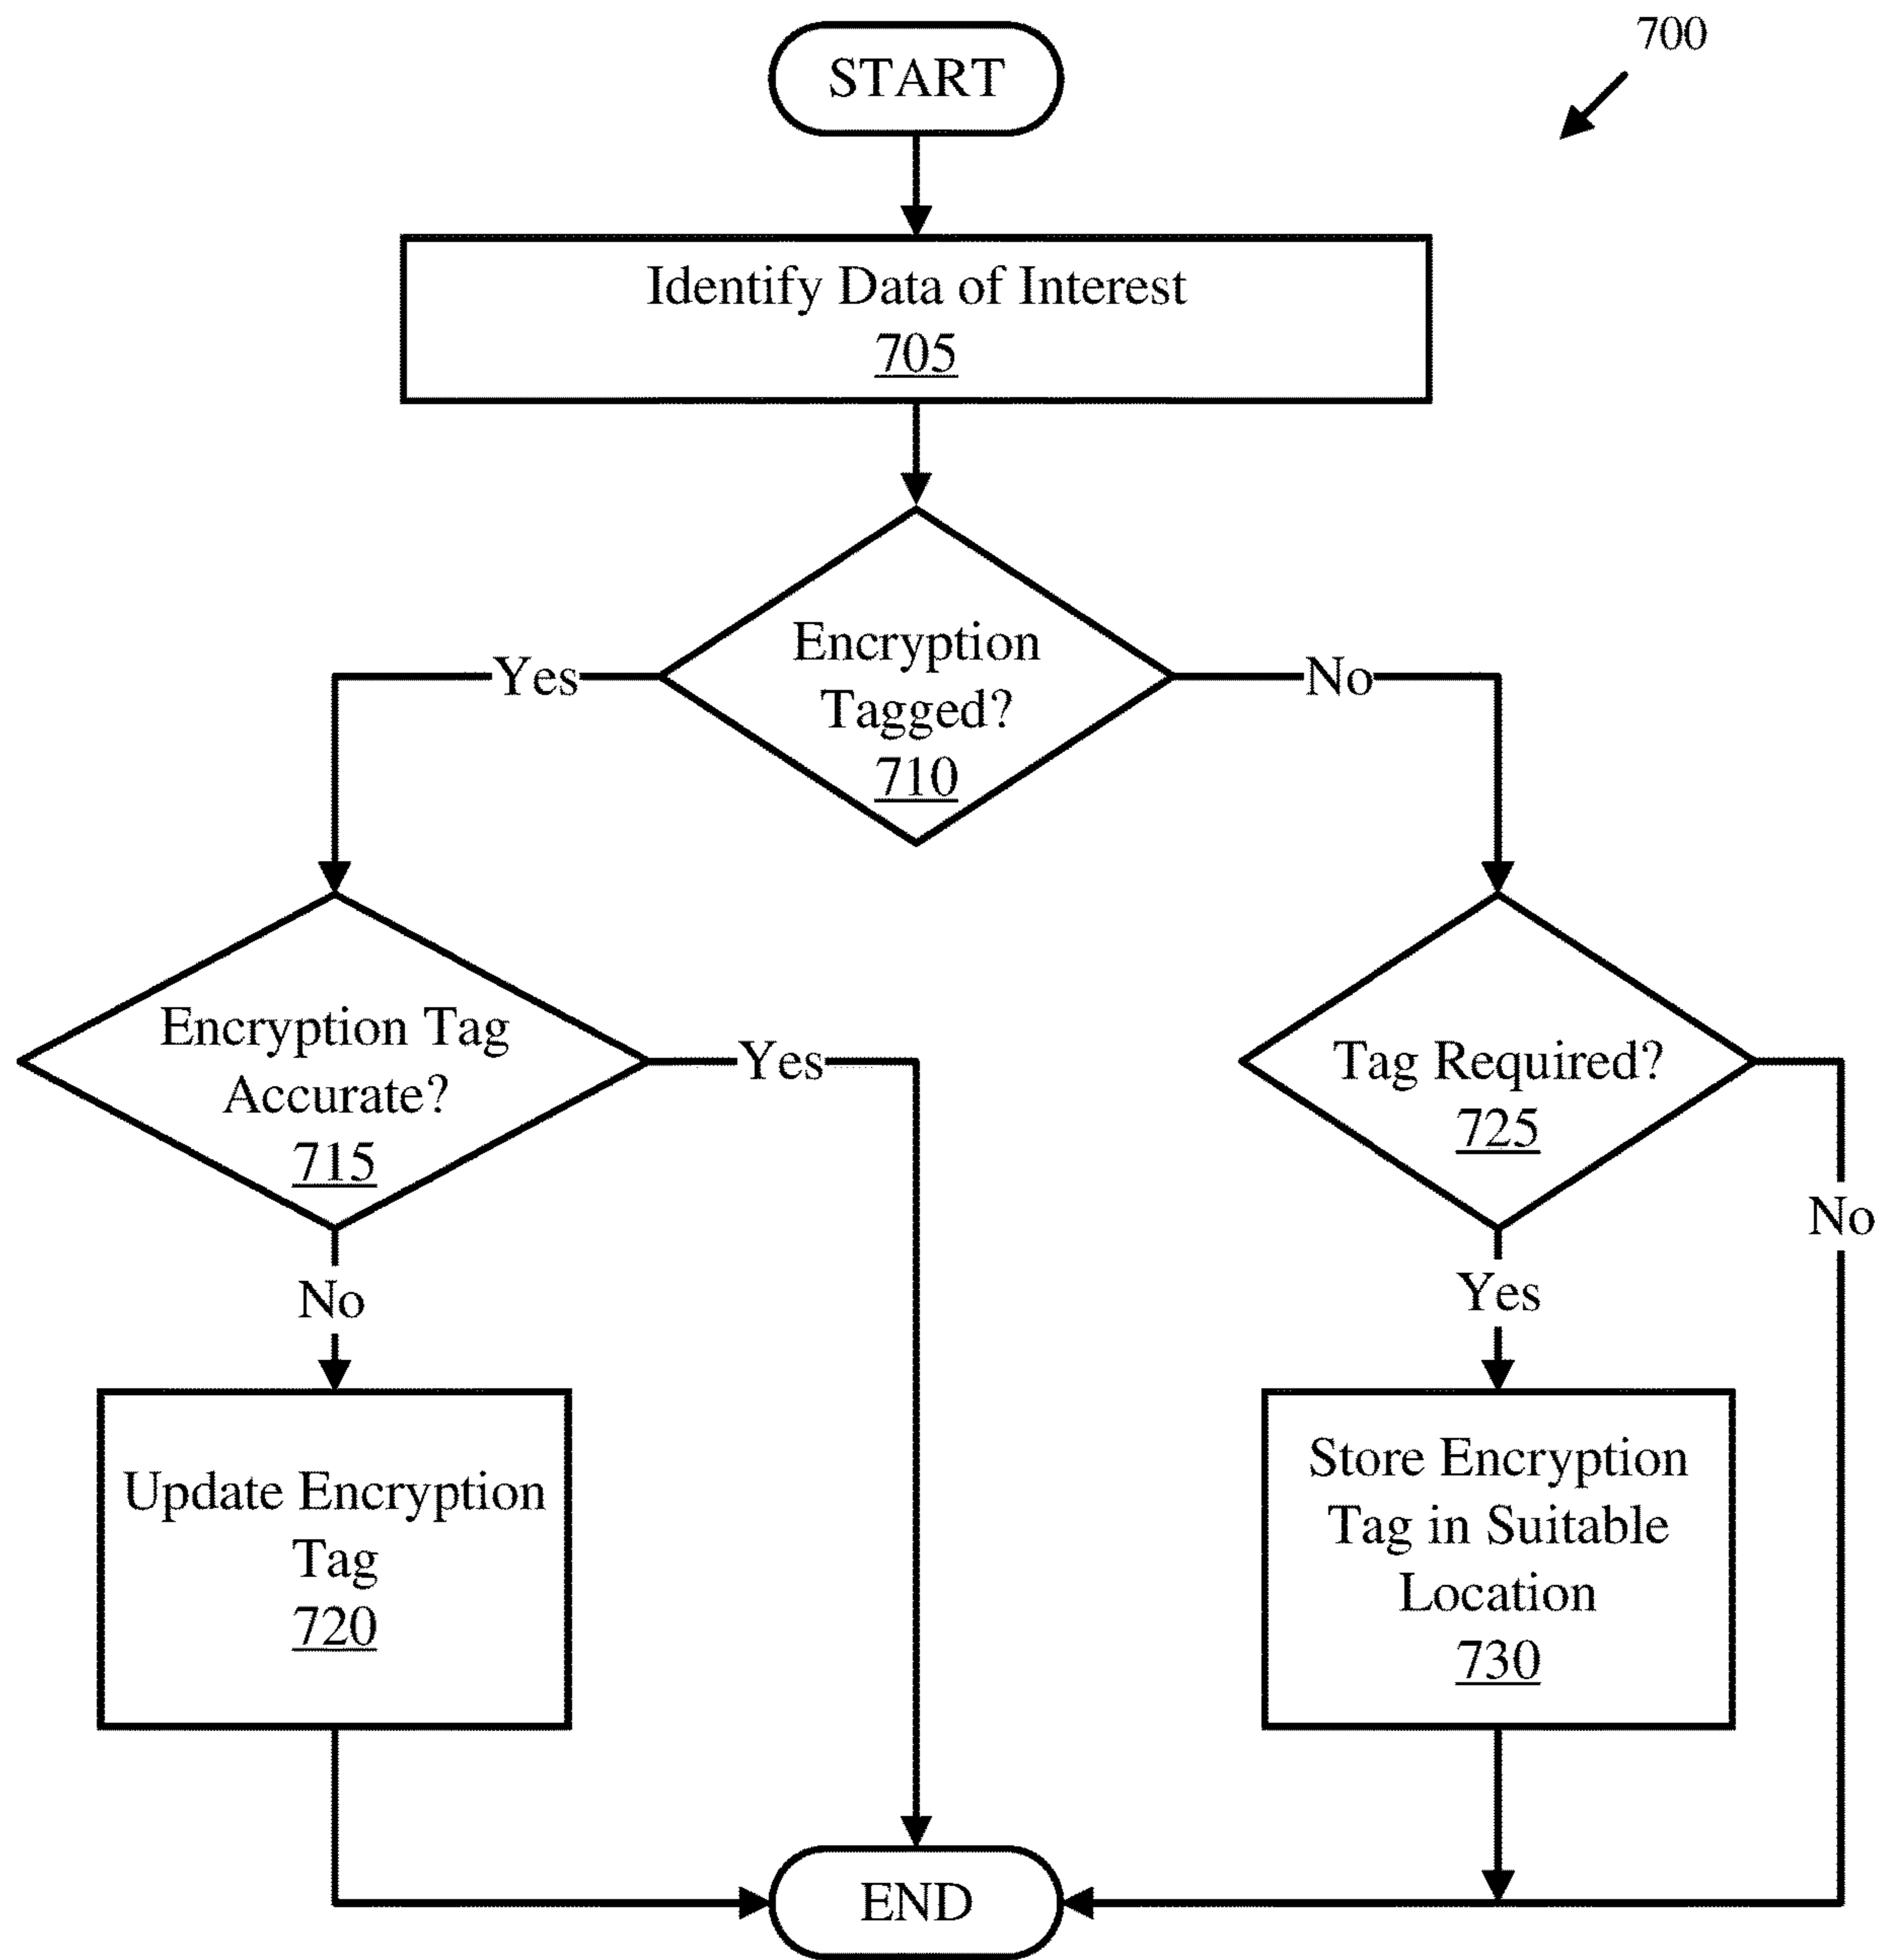 700
START
Identify Data of Interest
705
Encryption
Tagged?
710
Yes
No
Encryption Tag
Accurate?
715
Yes
Tag Required?
725
No
No
Yes
Update Encryption
Tag
720
Store Encryption
Tag in Suitable
Location
730
END